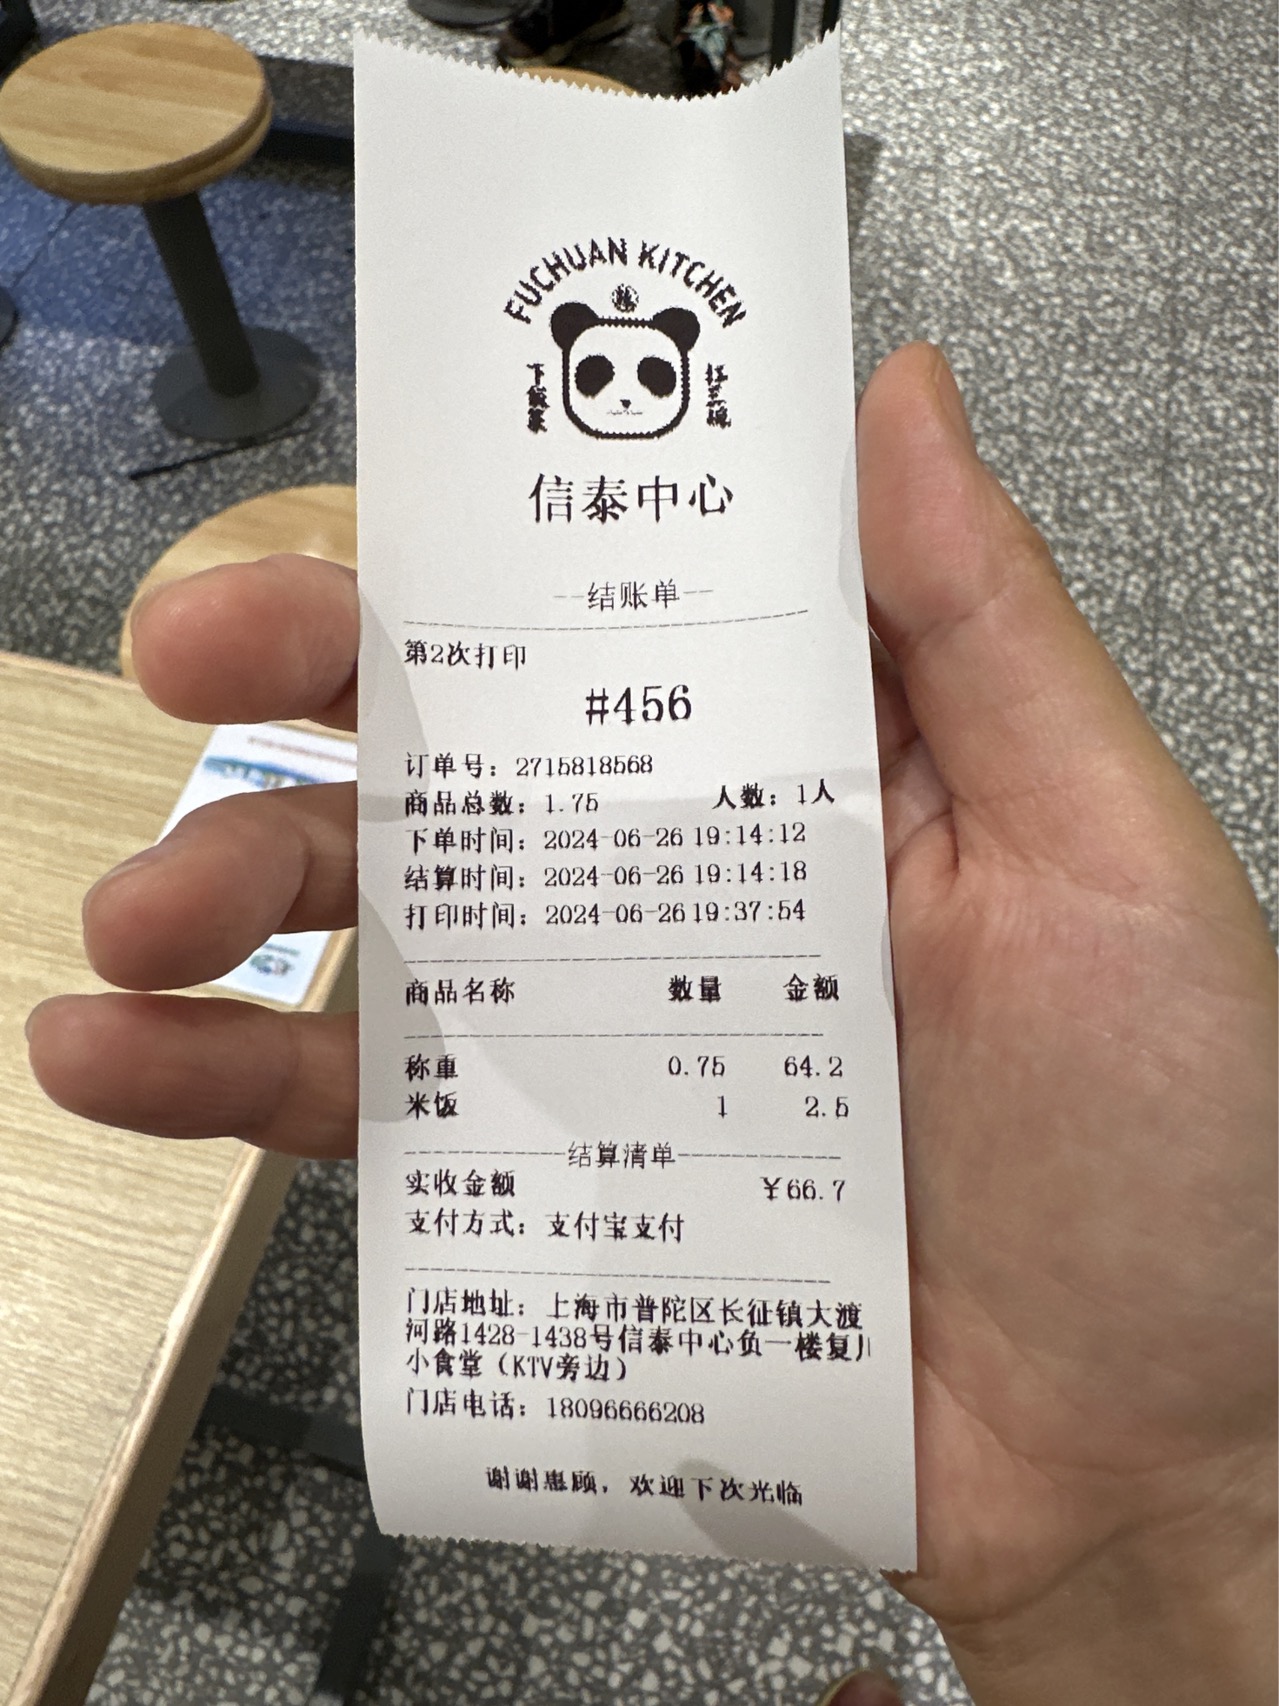 FUCHUAN KITCHEN
下饭菜
信泰中心
--结账单--
第2次打印
#456
订单号：2715818568
商品总数：1.75 人数：1人
下单时间：2024-06-26 19:14:12
结算时间：2024-06-26 19:14:18
打印时间：2024-06-26 19:37:54
商品名称 数量 金额
称重 0.75 64.2
米饭 1 2.5
结算清单
实收金额 ￥66.7
支付方式：支付宝支付
门店地址：上海市普陀区长征镇大渡
河路1428-1438号信泰中心负一楼复川
小食堂（KTV旁边）
门店电话：18096666208
谢谢惠顾，欢迎下次光临